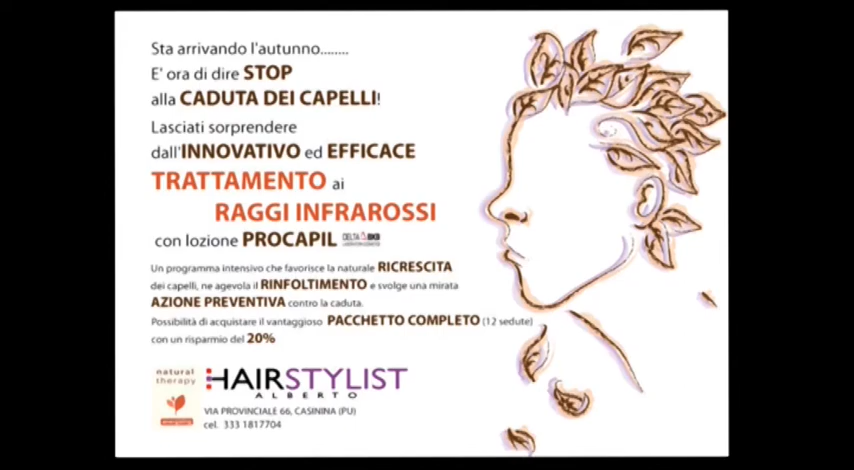 Sta arrivando l'autunno........
E' ora di dire STOP
alla CADUTA DEI CAPELLI!
Lasciati sorprendere
dall'INNOVATIVO ed EFFICACE
TRATTAMENTO ai
RAGGI INFRAROSSI
con lozione PROCAPIL DELTA BKB
Un programma intensivo che favorisce la naturale RICRESCITA
dei capelli, ne agevola il RINFOLTIMENTO e svolge una mirata
AZIONE PREVENTIVA contro la caduta.
Possibilità di acquistare il vantaggioso PACCHETTO COMPLETO (12 sedute)
con un risparmio del 20%
natural
therapy
energizing
HAIRSTYLIST
ALBERTO
VIA PROVINCIALE 66, CASININA (PU)
cel. 333 1817704